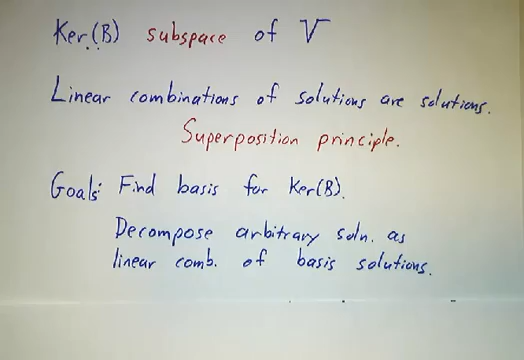 Ker(B) subspace of V
Linear combinations of solutions are solutions.
Superposition principle.
Goals: Find basis for Ker(B).
Decompose arbitrary soln. as
linear comb. of basis solutions.